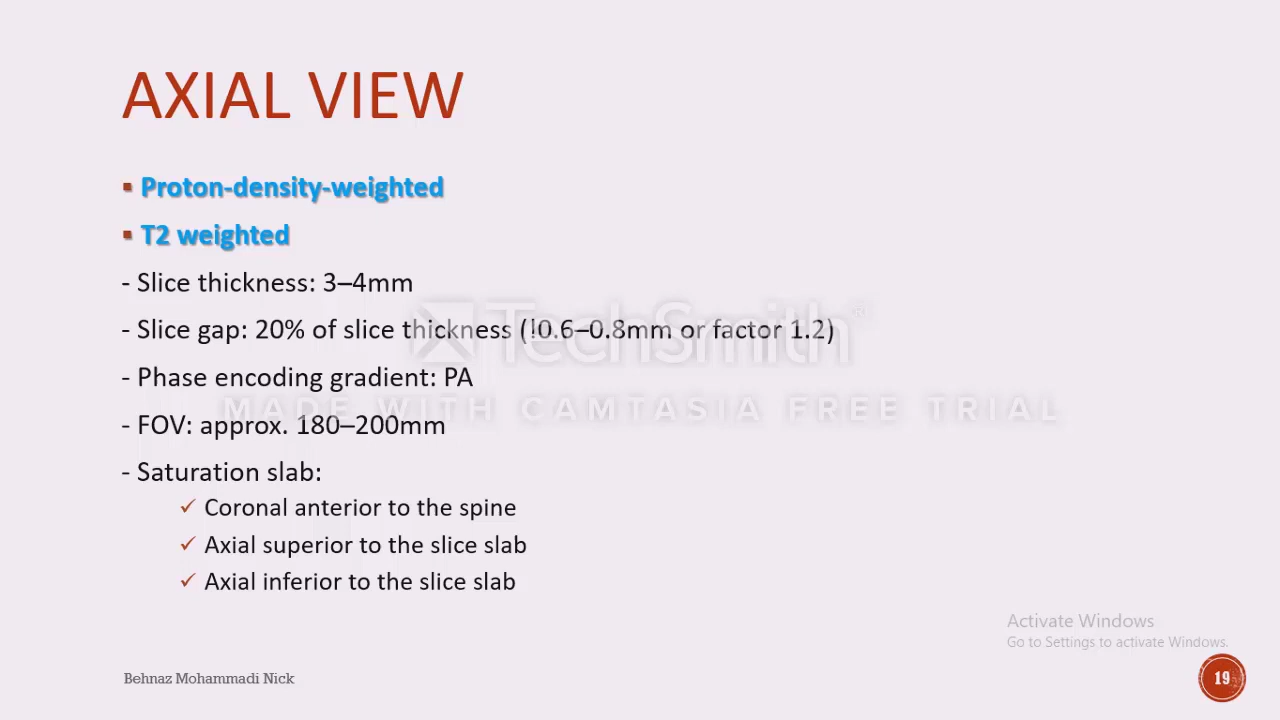 AXIAL VIEW
▪ Proton-density-weighted
▪ T2 weighted
- Slice thickness: 3–4mm
- Slice gap: 20% of slice thickness (!0.6–0.8mm or factor 1.2)
TechSmith®
- Phase encoding gradient: PA
MADE WITH CAMTASIA FREE TRIAL
- FOV: approx. 180–200mm
- Saturation slab:
✓ Coronal anterior to the spine
✓ Axial superior to the slice slab
✓ Axial inferior to the slice slab
Activate Windows
Go to Settings to activate Windows.
Behnaz Mohammadi Nick
19